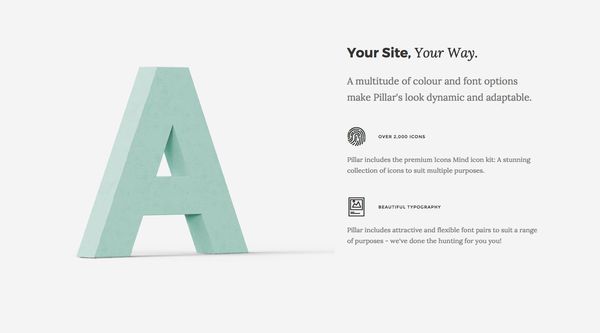 A
Your Site, Your Way.
A multitude of colour and font options
make Pillar's look dynamic and adaptable.
OVER 2,000 ICONS
Pillar includes the premium Icons Mind icon kit: A stunning
collection of icons to suit multiple purposes.
BEAUTIFUL TYPOGRAPHY
Pillar includes attractive and flexible font pairs to suit a range
of purposes - we've done the hunting for you you!